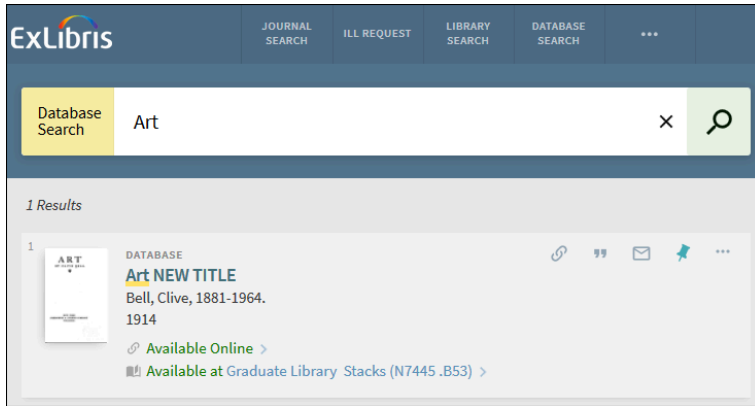 ExLibris
JOURNAL
SEARCH
ILL REQUEST
LIBRARY
SEARCH
DATABASE
SEARCH
•••
Database
Search
Art
1 Results
1
ART
DATABASE
Art NEW TITLE
Bell, Clive, 1881-1964.
1914
Available Online
Available at Graduate Library Stacks (N7445 .B53)